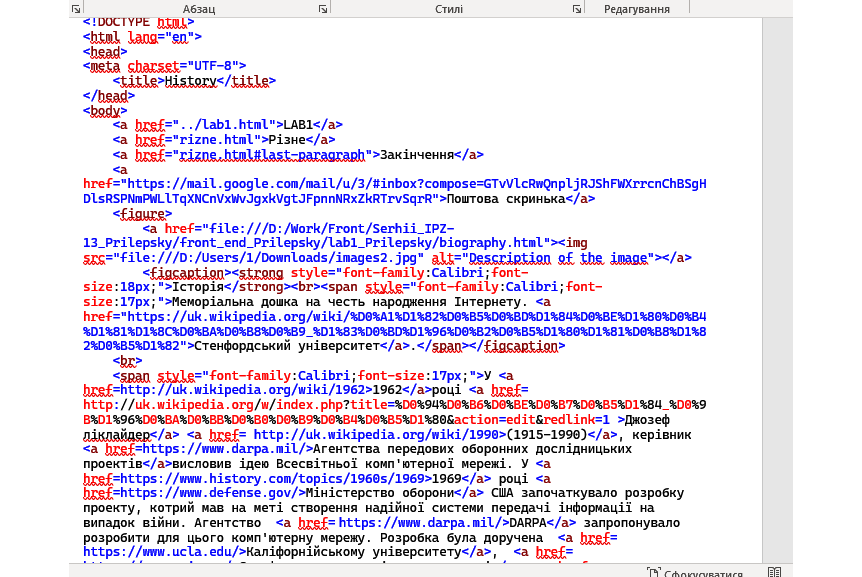 Абзац Стилі Редагування
<!DOCTYPE html>
<html lang="en">
<head>
<meta charset="UTF-8">
<title>History</title>
</head>
<body>
<a href="../lab1.html">LAB1</a>
<a href="rizne.html">Різне</a>
<a href="rizne.html#last-paragraph">Закінчення</a>
<a
href="https://mail.google.com/mail/u/3/#inbox?compose=GTvVlcRwQnpljRJShFWXrrcnChBSgH
DlsRSPNmPWLlTqXNCnVxWvJgxkVgtJFpnnNRxZkRTrvSqrR">Поштова скринька</a>
<figure>
<a href="file:///D:/Work/Front/Serhii_IPZ-
13_Prilepsky/front_end_Prilepsky/lab1_Prilepsky/biography.html"><img
src="file:///D:/Users/1/Downloads/images2.jpg" alt="Description of the image"></a>
<figcaption><strong style="font-family:Calibri;font-
size:18px;">Історія</strong><br><span style="font-family:Calibri;font-
size:17px;">Меморіальна дошка на честь народження Інтернету. <a
href="https://uk.wikipedia.org/wiki/%D0%A1%D1%82%D0%B5%D0%BD%D1%84%D0%BE%D1%80%D0%B4
%D1%81%D1%8C%D0%BA%D0%B8%D0%B9_%D1%83%D0%BD%D1%96%D0%B2%D0%B5%D1%80%D1%81%D0%B8%D1%8
2%D0%B5%D1%82">Стенфордський університет</a>.</span></figcaption>
<br>
<span style="font-family:Calibri;font-size:17px;">У <a
href=http://uk.wikipedia.org/wiki/1962>1962</a>році <a href=
http://uk.wikipedia.org/w/index.php?title=%D0%94%D0%B6%D0%BE%D0%B7%D0%B5%D1%84_%D0%9
B%D1%96%D0%BA%D0%BB%D0%B0%D0%B9%D0%B4%D0%B5%D1%80&action=edit&redlink=1 >Джозеф
ліклайдер</a> <a href= http://uk.wikipedia.org/wiki/1990>(1915-1990)</a>, керівник
<a href=https://www.darpa.mil/>Агентства передових оборонних дослідницьких
проектів</a>висловив ідею Всесвітньої комп'ютерної мережі. У <a
href=https://www.history.com/topics/1960s/1969>1969</a> році <a
href=https://www.defense.gov/>Міністерство оборони</a> США започаткувало розробку
проекту, котрий мав на меті створення надійної системи передачі інформації на
випадок війни. Агентство <a href= https://www.darpa.mil/>DARPA</a> запропонувало
розробити для цього комп'ютерну мережу. Розробка була доручена <a href=
https://www.ucla.edu/>Каліфорнійському університету</a>, <a href=
Сфокусуватися